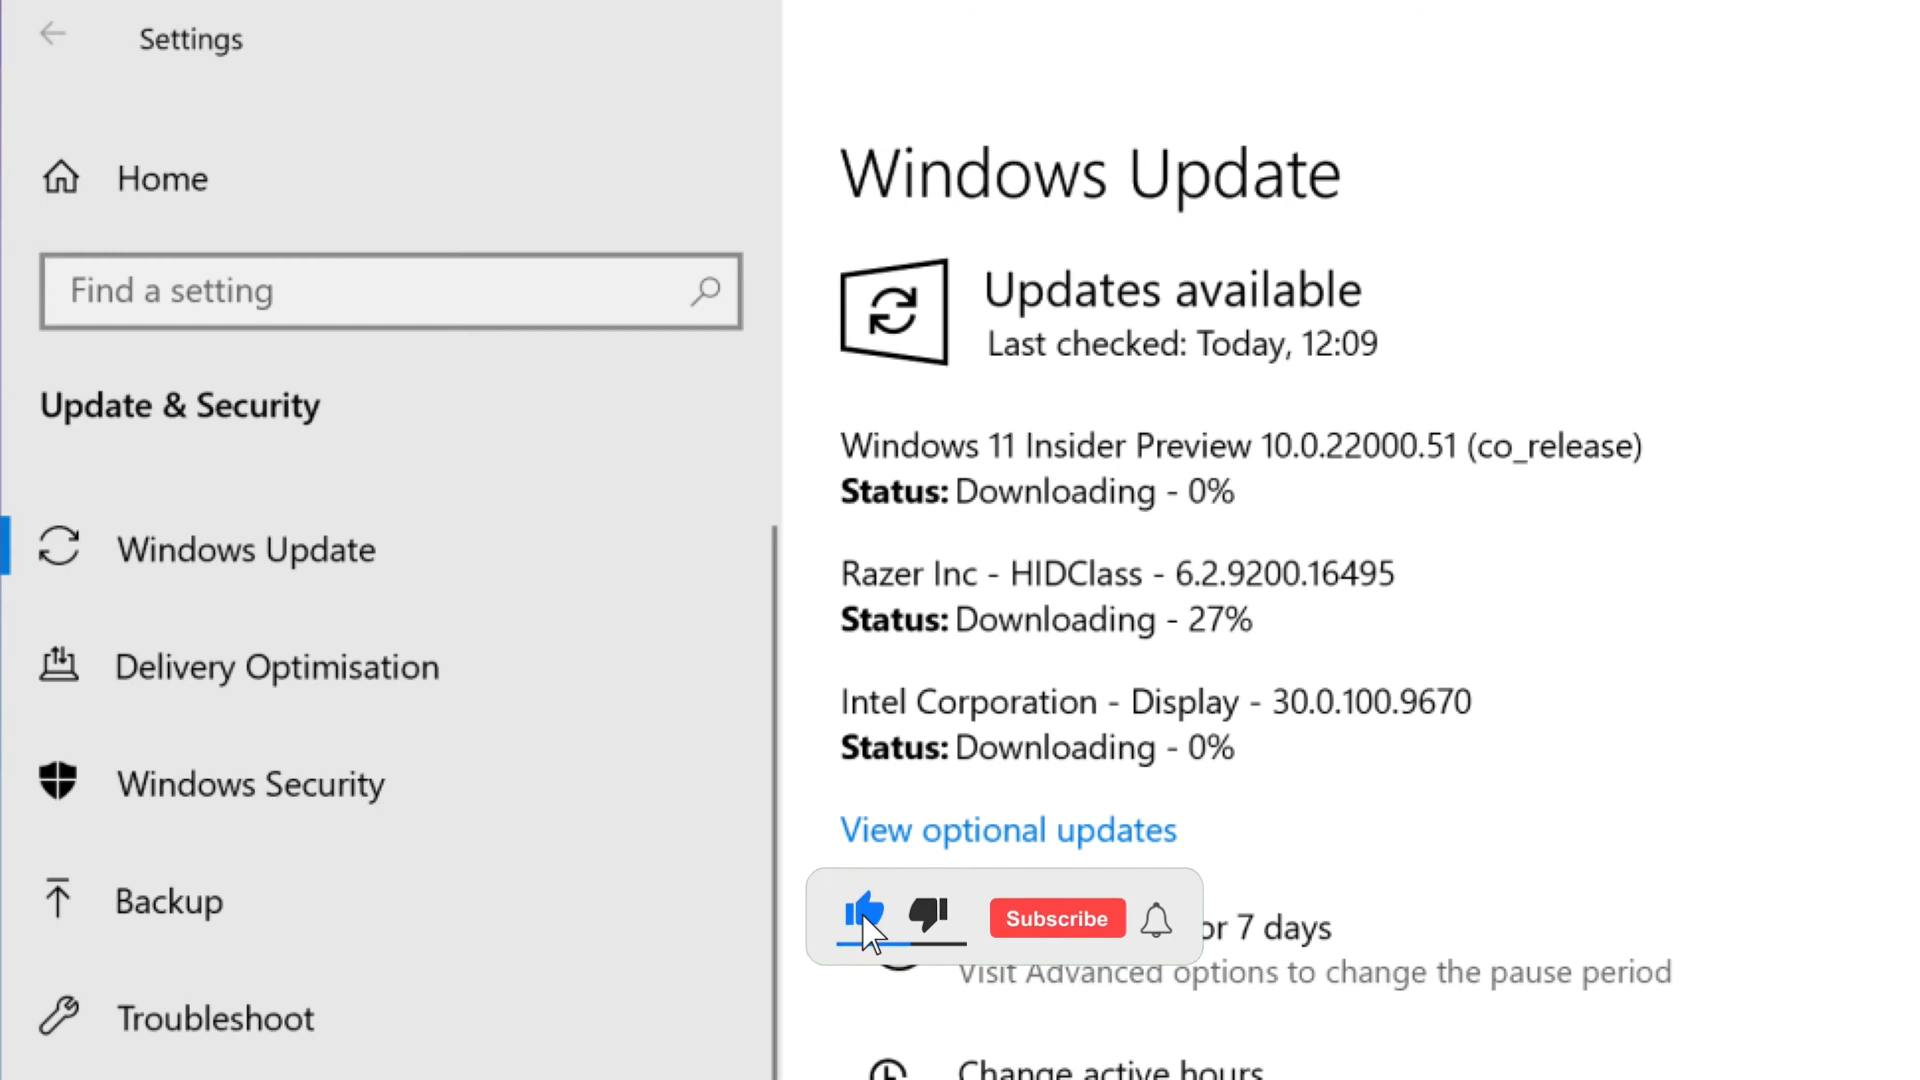 Settings
Home
Find a setting
Update & Security
Windows Update
Delivery Optimisation
Windows Security
Backup
Troubleshoot
Windows Update
Updates available
Last checked: Today, 12:09
Windows 11 Insider Preview 10.0.22000.51 (co_release)
Status: Downloading - 0%
Razer Inc - HIDClass - 6.2.9200.16495
Status: Downloading - 27%
Intel Corporation - Display - 30.0.100.9670
Status: Downloading - 0%
View optional updates
Subscribe
or 7 days
Visit Advanced options to change the pause period
Change active hours